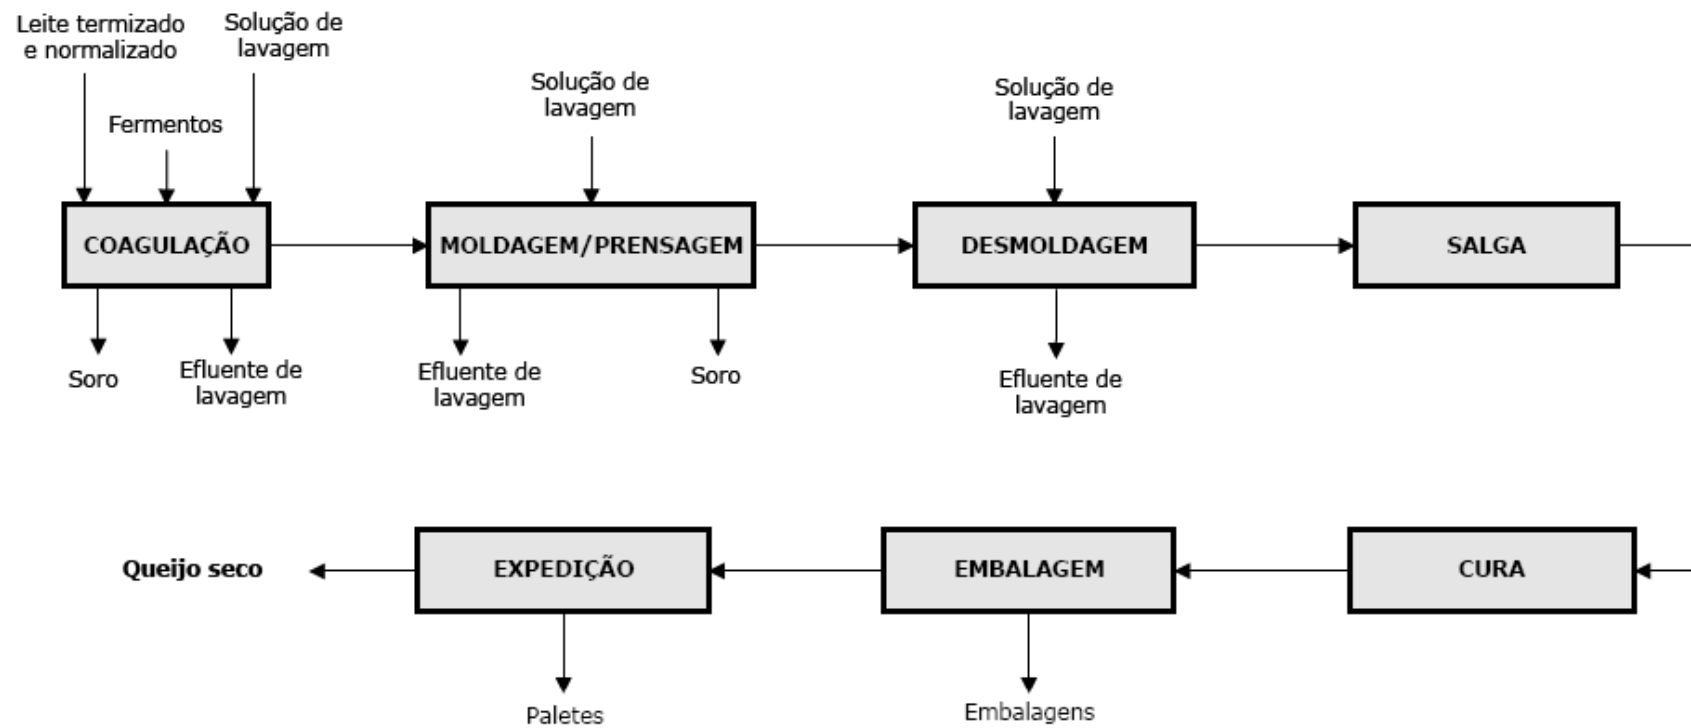 Leite termizado
e normalizado
Solução de
lavagem
Fermentos
Solução de
lavagem
Solução de
lavagem
COAGULAÇÃO
MOLDAGEM/PRENSAGEM
DESMOLDAGEM
SALGA
Soro
Efluente de
lavagem
Efluente de
lavagem
Soro
Efluente de
lavagem
Queijo seco
EXPEDIÇÃO
EMBALAGEM
CURA
Paletes
Embalagens